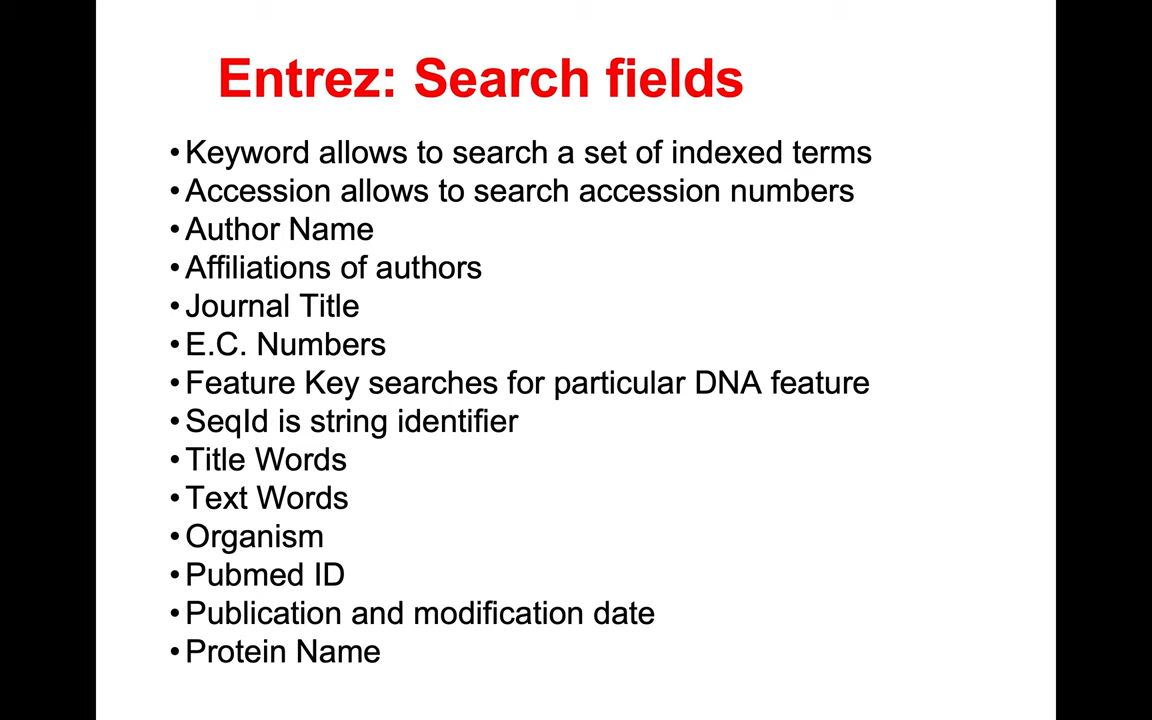 Entrez: Search fields
•Keyword allows to search a set of indexed terms
•Accession allows to search accession numbers
•Author Name
•Affiliations of authors
•Journal Title
•E.C. Numbers
•Feature Key searches for particular DNA feature
•SeqId is string identifier
•Title Words
•Text Words
•Organism
•Pubmed ID
•Publication and modification date
•Protein Name